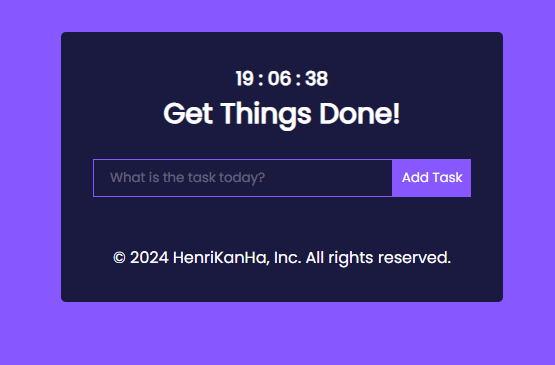 19 : 06 : 38
Get Things Done!
What is the task today? Add Task
© 2024 HenriKanHa, Inc. All rights reserved.